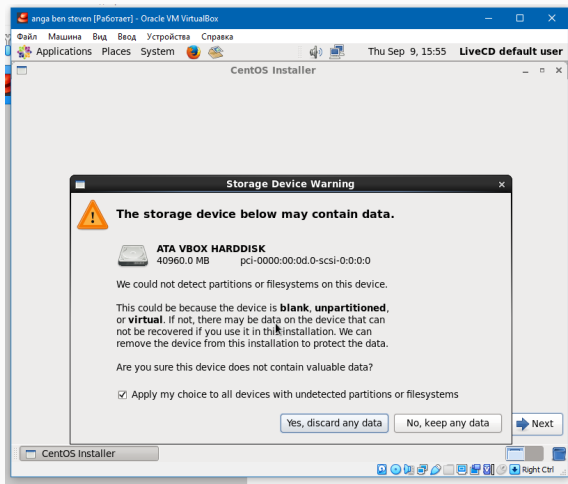 anga ben steven [Работает] - Oracle VM VirtualBox
Файл Машина Вид Ввод Устройства Справка
Applications Places System Thu Sep 9, 15:55 LiveCD default user
CentOS Installer
Storage Device Warning
The storage device below may contain data.
ATA VBOX HARDDISK
40960.0 MB pci-0000:00:0d.0-scsi-0:0:0:0
We could not detect partitions or filesystems on this device.
This could be because the device is blank, unpartitioned,
or virtual. If not, there may be data on the device that can
not be recovered if you use it in this installation. We can
remove the device from this installation to protect the data.
Are you sure this device does not contain valuable data?
Apply my choice to all devices with undetected partitions or filesystems
Yes, discard any data No, keep any data Next
CentOS Installer
Right Ctrl